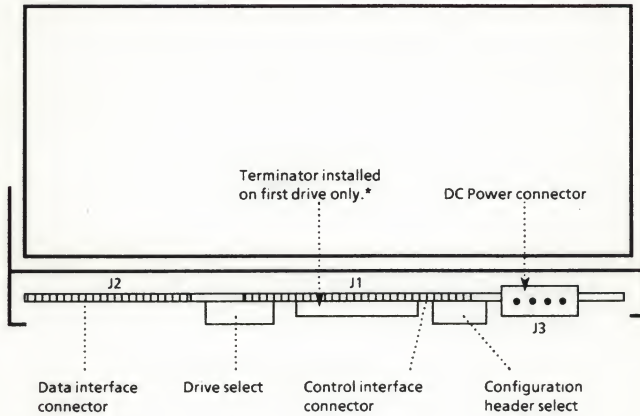 Terminator installed
on first drive only.*
DC Power connector
J2
J1
J3
Data interface
connector
Drive select
Control interface
connector
Configuration
header select